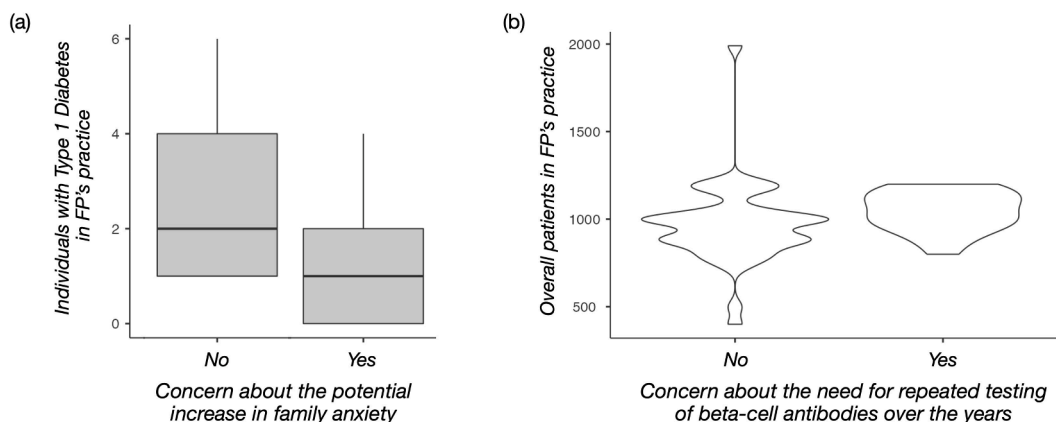 (a)
Individuals with Type 1 Diabetes
in FP's practice
6
4
2
0
No
Yes
Concern about the potential
increase in family anxiety
(b)
Overall patients in FP's practice
2000
1500
1000
500
No
Yes
Concern about the need for repeated testing
of beta-cell antibodies over the years